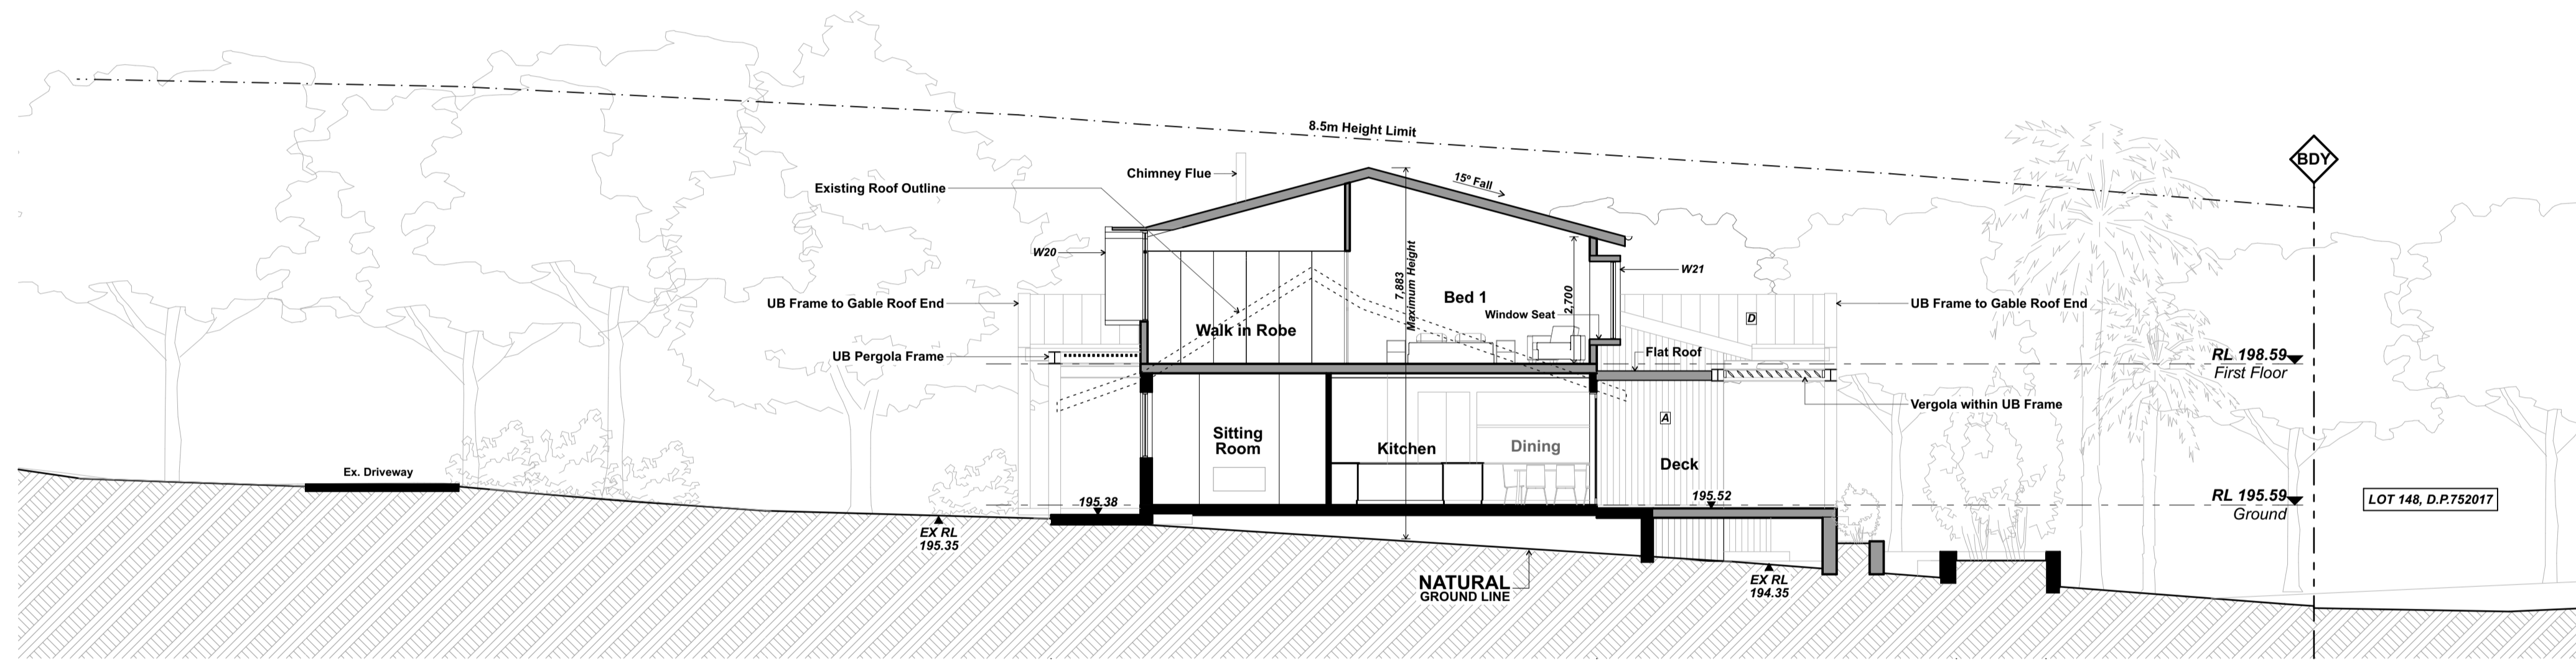 8.5m Height Limit
BDY
Chimney Flue
15º Fall
Existing Roof Outline
W20
7,883
Maximum Height
W21
Bed 1
2,700
UB Frame to Gable Roof End
UB Frame to Gable Roof End
Window Seat
D
Walk in Robe
UB Pergola Frame
Flat Roof
RL 198.59
First Floor
Vergola within UB Frame
A
Sitting
Room
Kitchen
Dining
Deck
Ex. Driveway
195.38
195.52
RL 195.59
Ground
LOT 148, D.P.752017
EX RL
195.35
NATURAL
GROUND LINE
EX RL
194.35